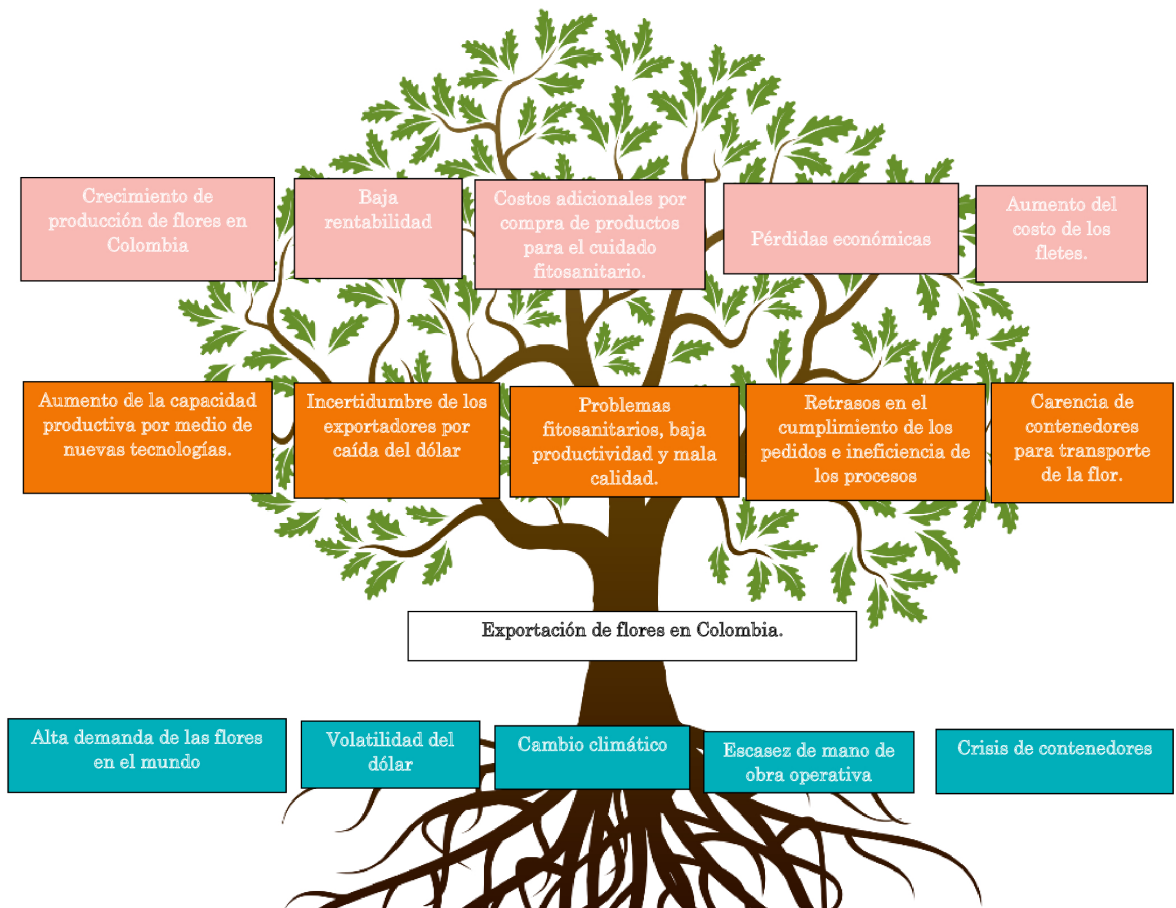 Crecimiento de
producción de flores en
Colombia
Baja
rentabilidad
Costos adicionales por
compra de productos
para el cuidado
fitosanitario.
Pérdidas económicas
Aumento del
costo de los
fletes.
Aumento de la capacidad
productiva por medio de
nuevas tecnologías.
Incertidumbre de los
exportadores por
caída del dólar
Problemas
fitosanitarios, baja
productividad y mala
calidad.
Retrasos en el
cumplimiento de los
pedidos e ineficiencia de
los procesos
Carencia de
contenedores
para transporte
de la flor.
Exportación de flores en Colombia.
Alta demanda de las flores
en el mundo
Volatilidad del
dólar
Cambio climático
Escasez de mano de
obra operativa
Crisis de contenedores